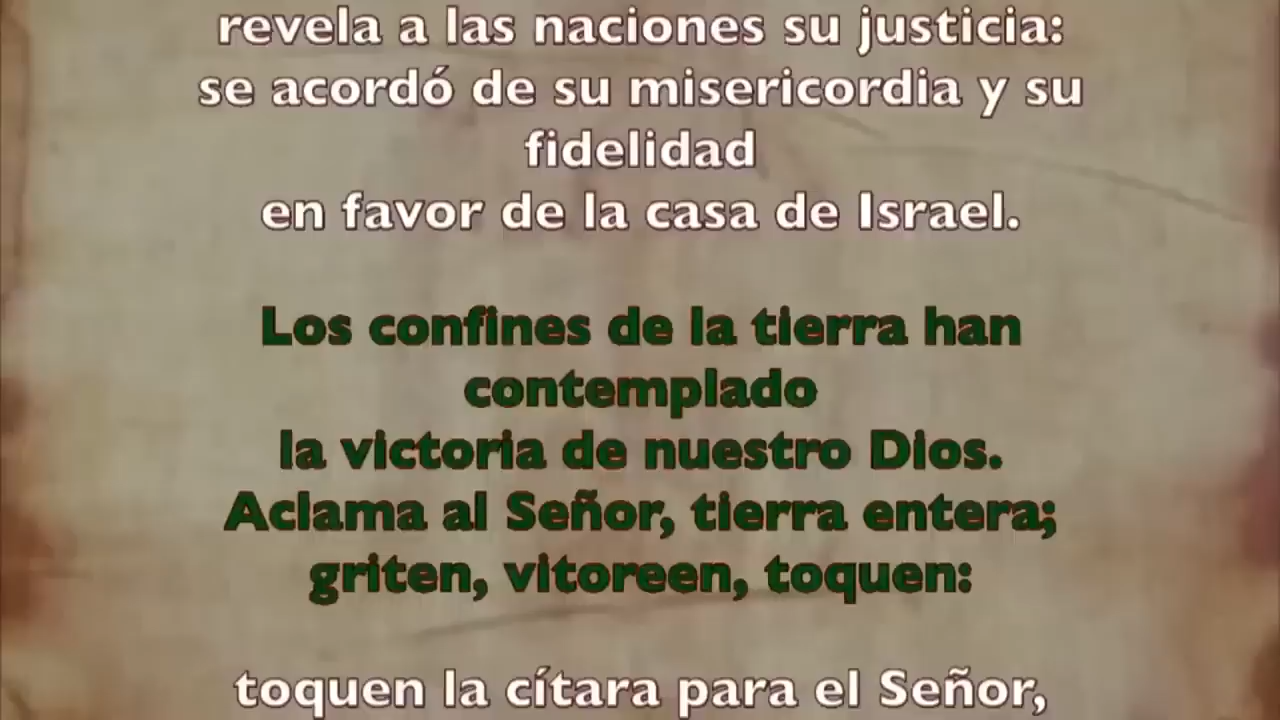 revela a las naciones su justicia:
se acordó de su misericordia y su
fidelidad
en favor de la casa de Israel.
Los confines de la tierra han
contemplado
la victoria de nuestro Dios.
Aclama al Señor, tierra entera;
griten, vitoreen, toquen:
toquen la cítara para el Señor,